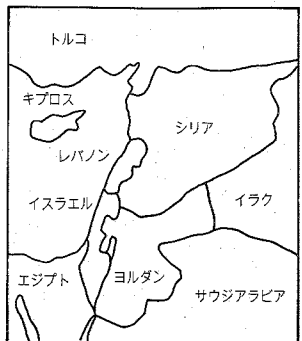 トルコ
キプロス
シリア
レバノン
イスラエル
イラク
エジプト
ヨルダン
サウジアラビア